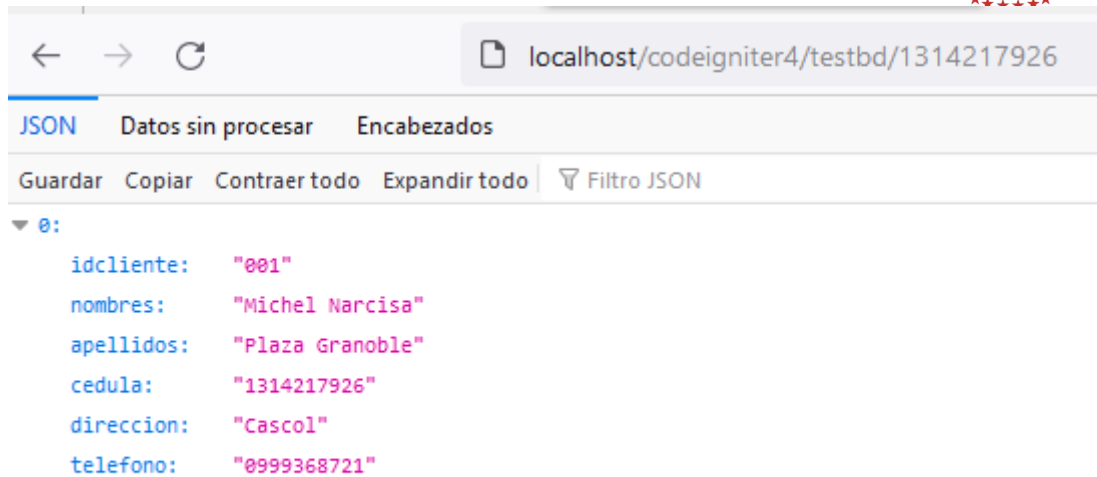 localhost/codeigniter4/testbd/1314217926
JSON Datos sin procesar Encabezados
Guardar Copiar Contraer todo Expandir todo Filtro JSON
0:
idcliente: "001"
nombres: "Michel Narcisa"
apellidos: "Plaza Granoble"
cedula: "1314217926"
direccion: "Cascol"
telefono: "0999368721"